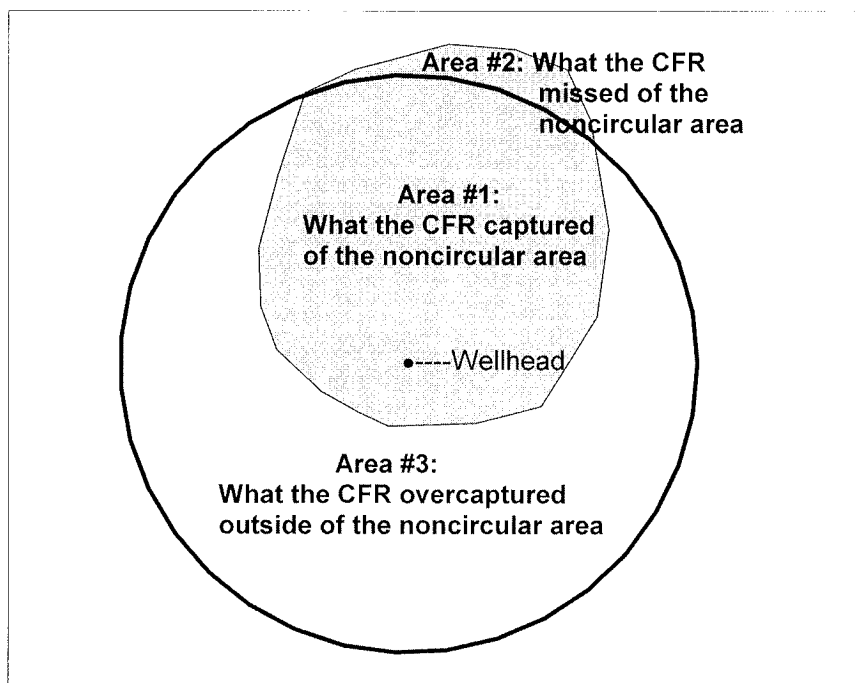 Area #2: What the CFR
missed of the
noncircular area
Area #1:
What the CFR captured
of the noncircular area
Wellhead
Area #3:
What the CFR overcaptured
outside of the noncircular area